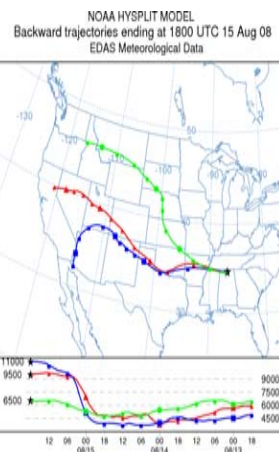 NOAA HYSPLIT MODEL
Backward trajectories ending at 1800 UTC 15 Aug 08
EDAS Meteorological Data
-130
-120
-110
-100
-90
50
11000
9500
6500
9000
7500
6000
4500
12 06 00 18 12 06 00 18 12 06 00 18
08/15 08/14 08/13